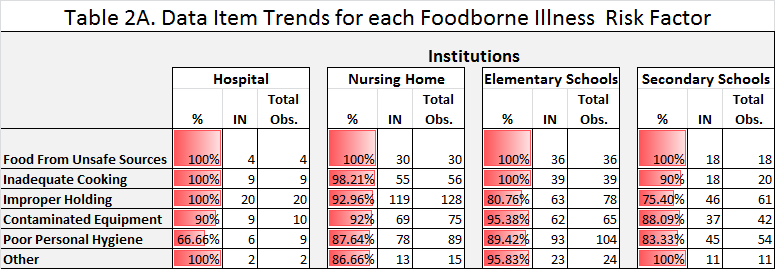 Table 2A. Data Item Trends for each Foodborne Illness Risk Factor
Institutions
Hospital Nursing Home Elementary Schools Secondary Schools
% IN Total Obs. % IN Total Obs. % IN Total Obs. % IN Total Obs.
Food From Unsafe Sources 100% 4 4 100% 30 30 100% 36 36 100% 18 18
Inadequate Cooking 100% 9 9 98.21% 55 56 100% 39 39 90% 18 20
Improper Holding 100% 20 20 92.96% 119 128 80.76% 63 78 75.40% 46 61
Contaminated Equipment 90% 9 10 92% 69 75 95.38% 62 65 88.09% 37 42
Poor Personal Hygiene 66.66% 6 9 87.64% 78 89 89.42% 93 104 83.33% 45 54
Other 100% 2 2 86.66% 13 15 95.83% 23 24 100% 11 11